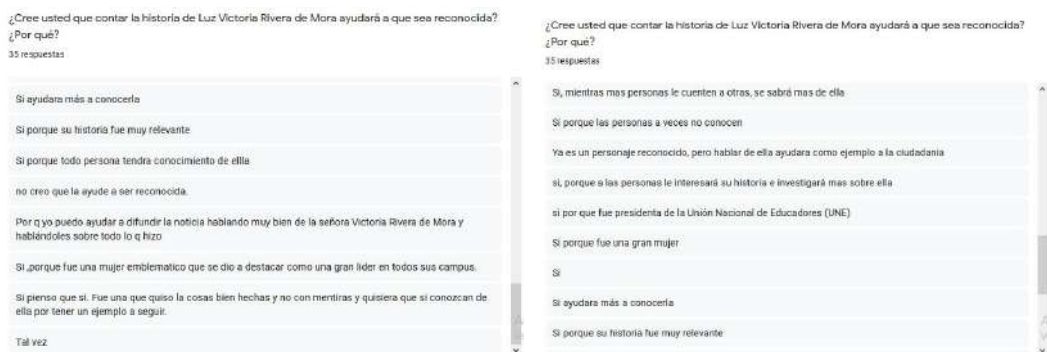 ¿Cree usted que contar la historia de Luz Victoria Rivera de Mora ayudará a que sea reconocida?
¿Por qué?
35 respuestas
Si ayudara más a conocerla
Si porque su historia fue muy relevante
Si porque todo persona tendra conocimiento de ellla
no creo que la ayude a ser reconocida.
Por q yo puedo ayudar a difundir la noticia hablando muy bien de la señora Victoria Rivera de Mora y
hablándoles sobre todo lo q hizo
Si ,porque fue una mujer emblematico que se dio a destacar como una gran lider en todos sus campus.
Si pienso que si. Fue una que quiso la cosas bien hechas y no con mentiras y quisiera que si conozcan de
ella por tener un ejemplo a seguir.
Tal vez
¿Cree usted que contar la historia de Luz Victoria Rivera de Mora ayudará a que sea reconocida?
¿Por qué?
35 respuestas
Si, mientras mas personas le cuenten a otras, se sabrá mas de ella
Si porque las personas a veces no conocen
Ya es un personaje reconocido, pero hablar de ella ayudara como ejemplo a la ciudadania
si, porque a las personas le interesará su historia e investigará mas sobre ella
si por que fue presidenta de la Unión Nacional de Educadores (UNE)
Si porque fue una gran mujer
Si
Si ayudara más a conocerla
Si porque su historia fue muy relevante